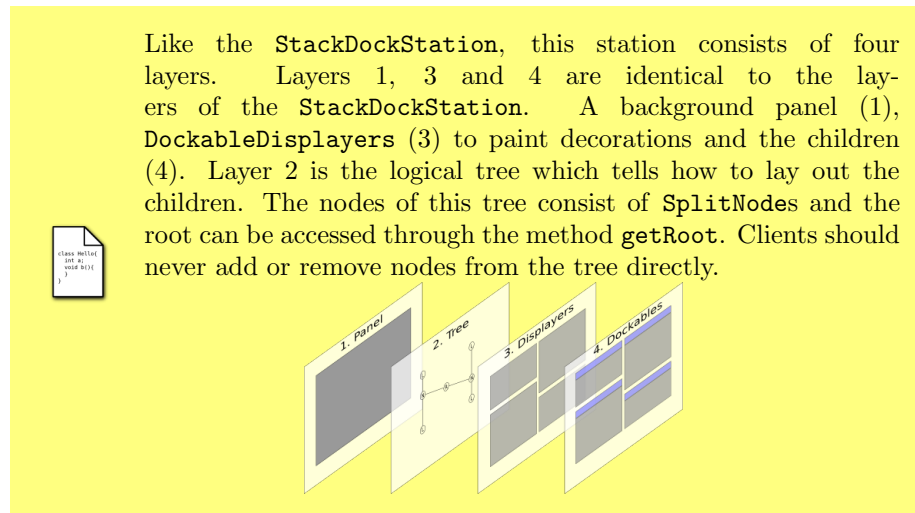 Like the StackDockStation, this station consists of four
layers. Layers 1, 3 and 4 are identical to the lay-
ers of the StackDockStation. A background panel (1),
DockableDisplayers (3) to paint decorations and the children
(4). Layer 2 is the logical tree which tells how to lay out the
children. The nodes of this tree consist of SplitNodes and the
root can be accessed through the method getRoot. Clients should
never add or remove nodes from the tree directly.
class Hello{
int a;
void b(){
}
}
1. Panel
2. Tree
3. Displayers
4. Dockables